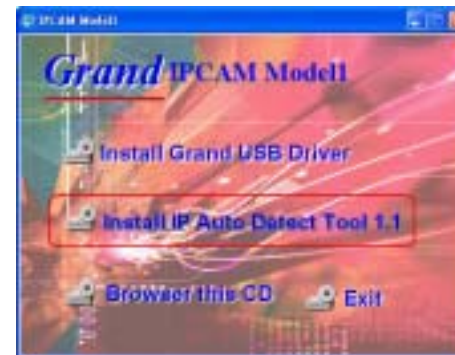 IPCAM Model1
Grand IPCAM Model1
Install Grand USB Driver
Install IP Auto Detect Tool 1.1
Browser this CD
Exit